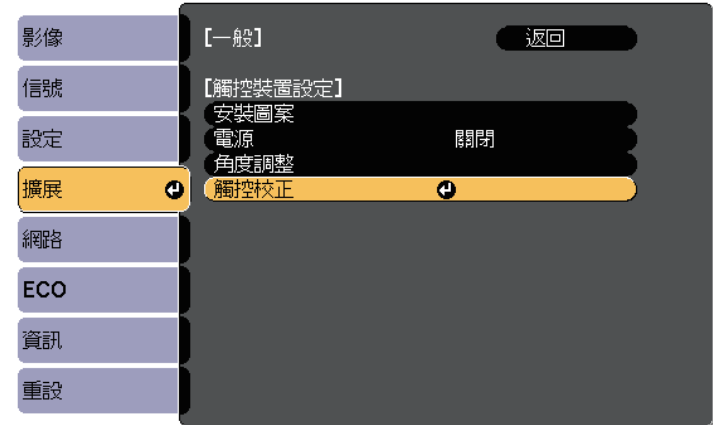 影像
信號
設定
擴展
網路
ECO
資訊
重設
[一般]
返回
[觸控裝置設定]
安裝圖案
電源 關閉
角度調整
觸控校正